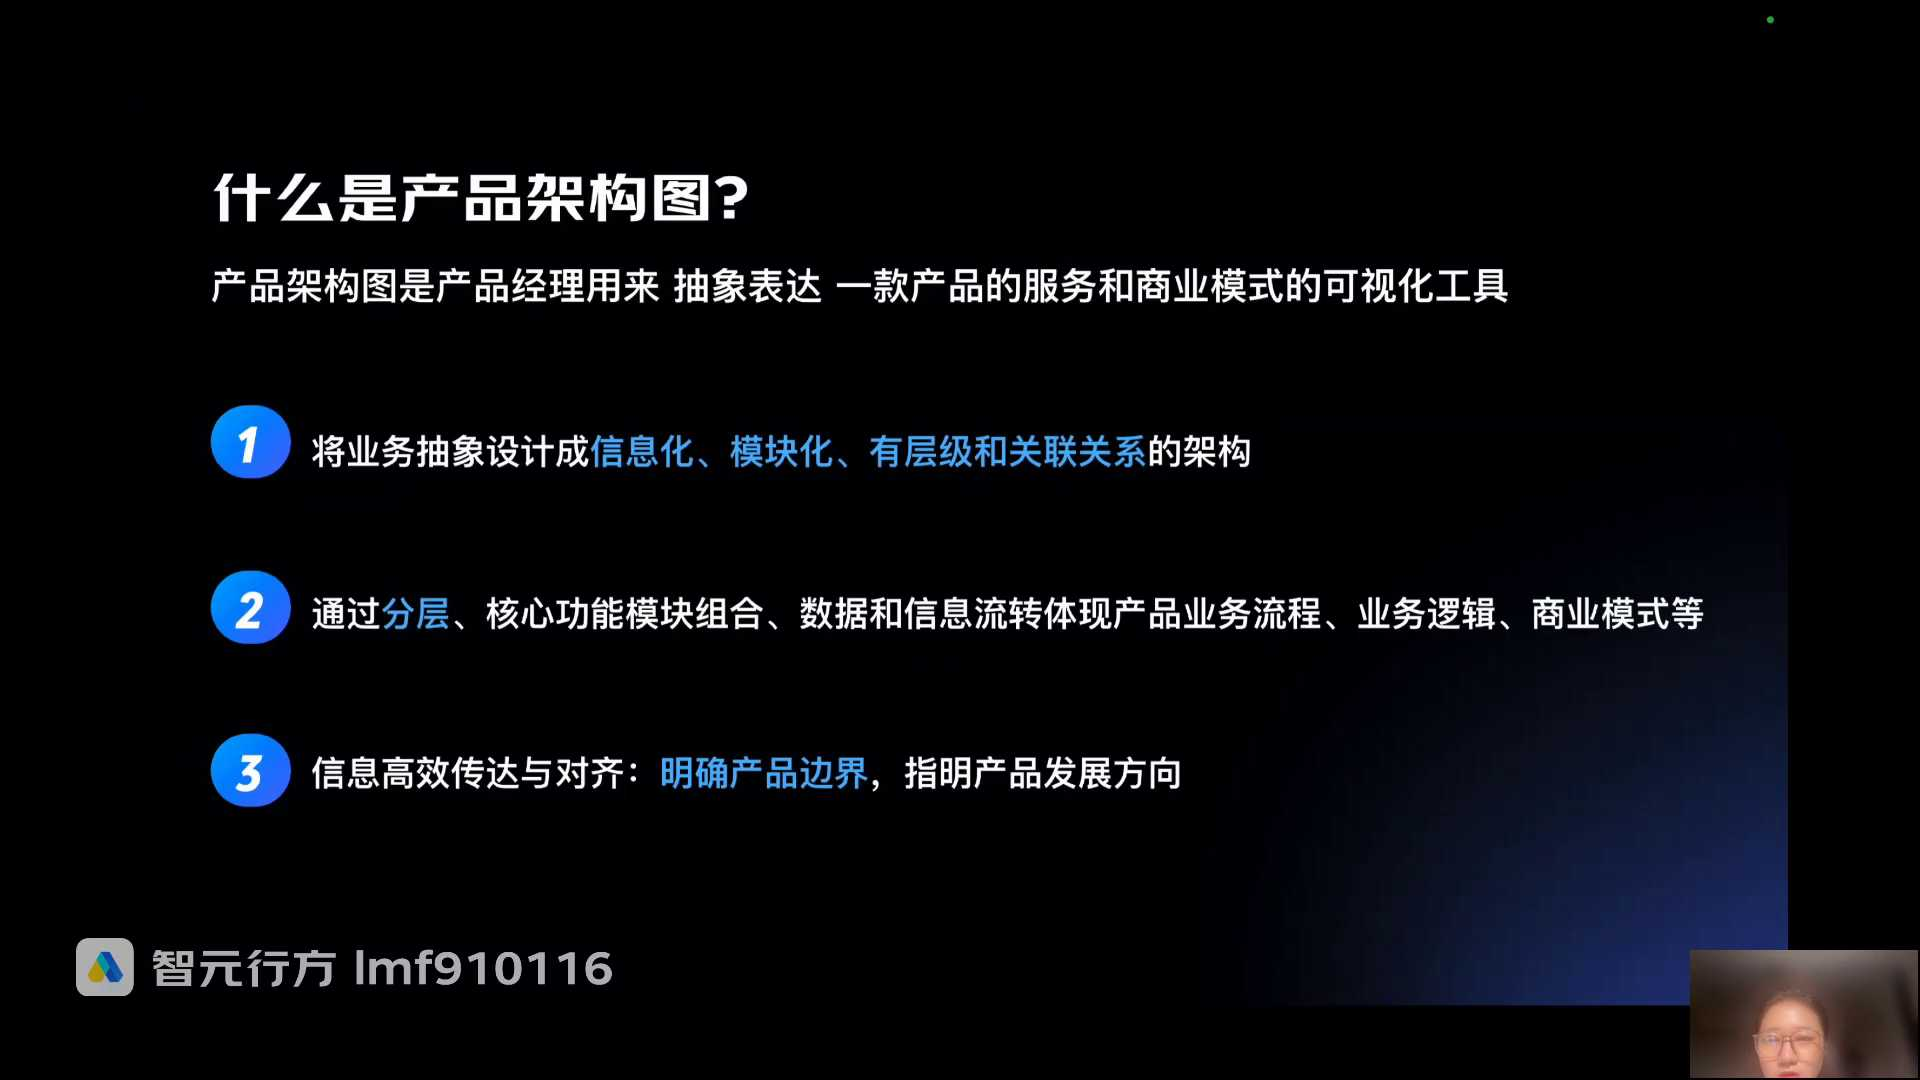 什么是产品架构图?
产品架构图是产品经理用来 抽象表达 一款产品的服务和商业模式的可视化工具
1 将业务抽象设计成信息化、模块化、有层级和关联关系的架构
2 通过分层、核心功能模块组合、数据和信息流转体现产品业务流程、业务逻辑、商业模式等
3 信息高效传达与对齐：明确产品边界，指明产品发展方向
智元行方 lmf910116